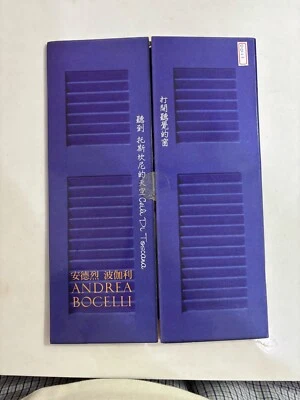 打開聽覺的窗
聽到 托斯坎尼的天空 Cieli Di Toscana
安德烈 波伽利
ANDREA
BOCELLI